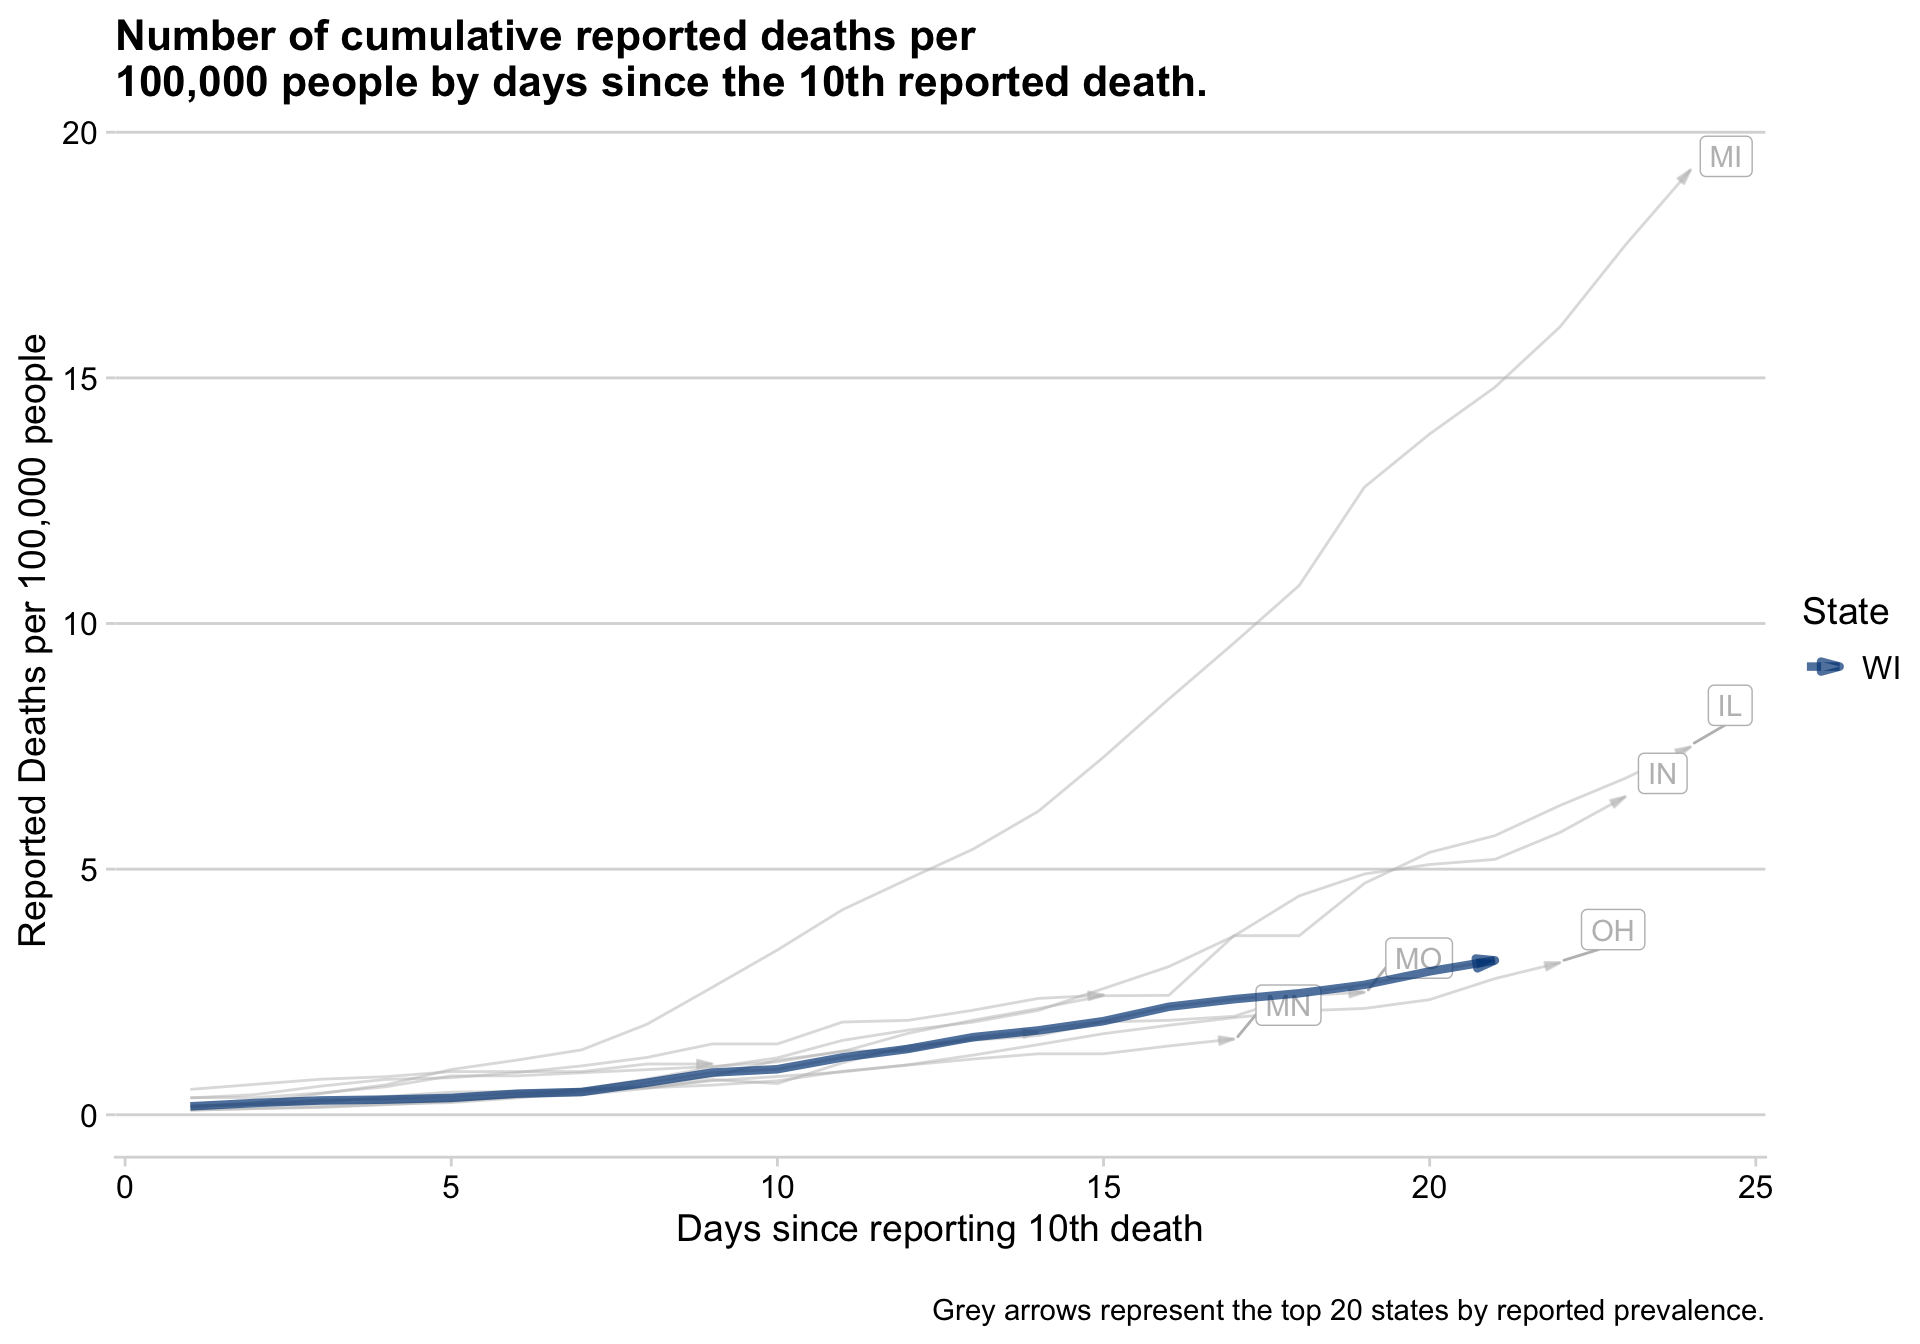 Number of cumulative reported deaths per
100,000 people by days since the 10th reported death.
Reported Deaths per 100,000 people
20
15
10
5
0
MI
IL
IN
OH
MO
MN
State
WI
0 5 10 15 20 25
Days since reporting 10th death
Grey arrows represent the top 20 states by reported prevalence.